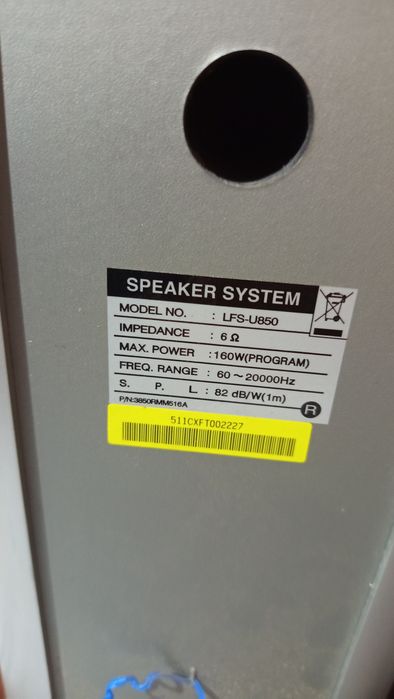 SPEAKER SYSTEM
MODEL NO. : LFS-U850
IMPEDANCE : 6 Ω
MAX. POWER : 160W(PROGRAM)
FREQ. RANGE : 60 ~ 20000Hz
S. P. L : 82 dB/W(1m)
P/N:3850RMM516A
R
511CXFT002227